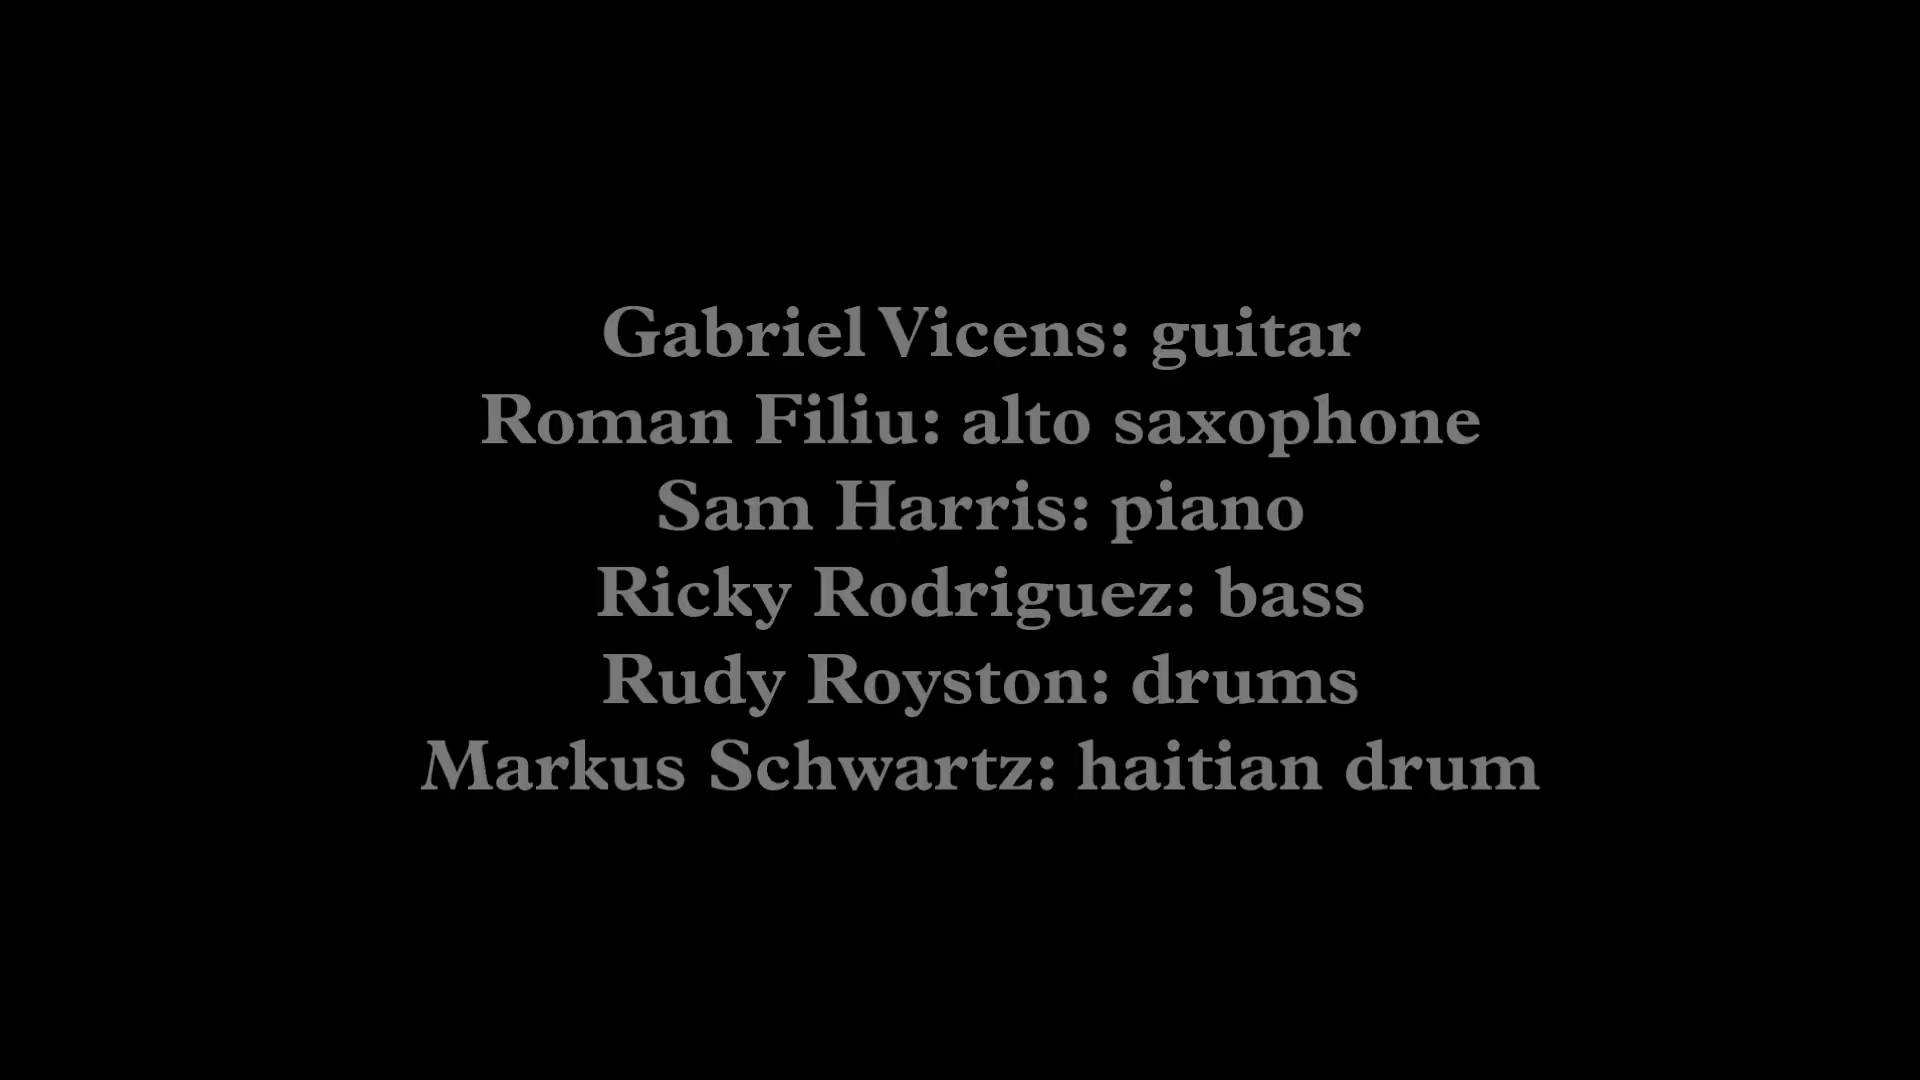 Gabriel Vicens: guitar
Roman Filiu: alto saxophone
Sam Harris: piano
Ricky Rodriguez: bass
Rudy Royston: drums
Markus Schwartz: haitian drum